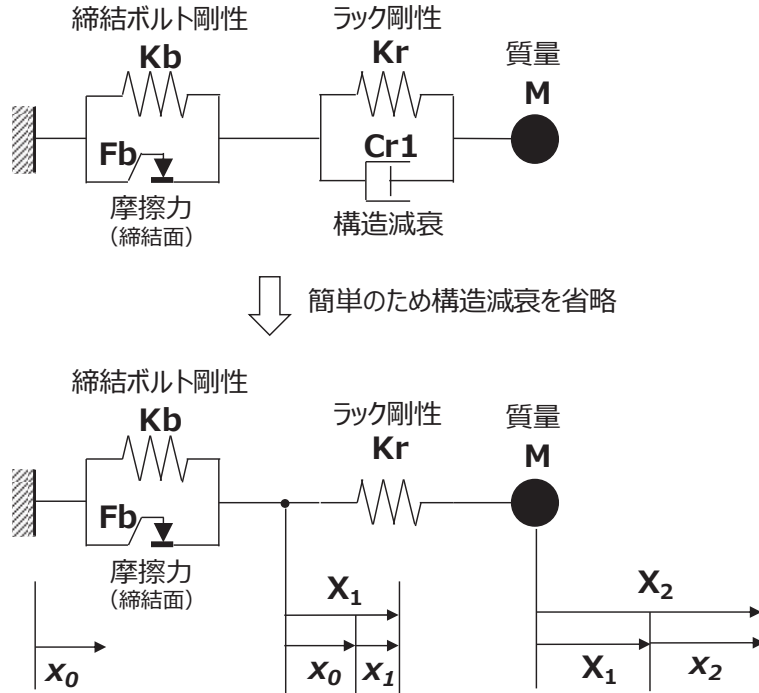 締結ボルト剛性
Kb
ラック剛性
Kr
質量
M
Fb
Cr1
摩擦力
（締結面）
構造減衰
簡単のため構造減衰を省略
締結ボルト剛性
Kb
ラック剛性
Kr
質量
M
Fb
摩擦力
（締結面）
X₁
X₂
x₀
x₀ x₁
X₁ x₂